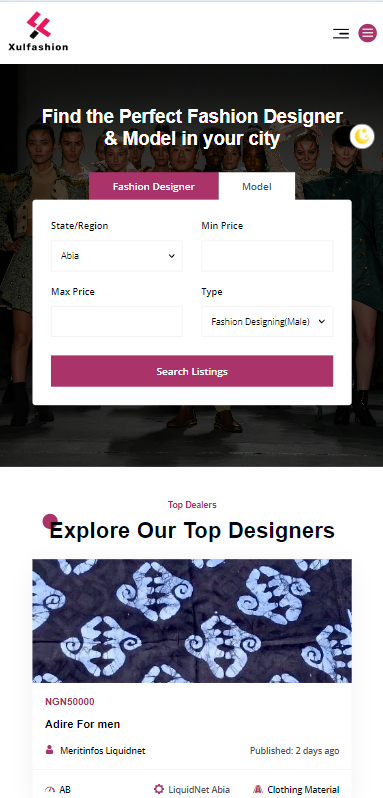 Xulfashion
Find the Perfect Fashion Designer
& Model in your city
Fashion Designer
Model
State/Region
Min Price
Abia
Max Price
Type
Fashion Designing(Male)
Search Listings
Top Dealers
Explore Our Top Designers
NGN50000
Adire For men
Meritinfos Liquidnet
Published: 2 days ago
AB
LiquidNet Abia
Clothing Material